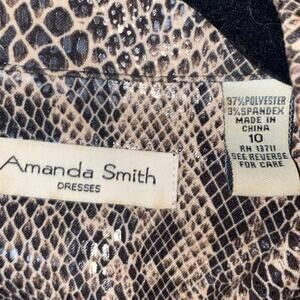 Amanda Smith
DRESSES
97% POLYESTER
3% SPANDEX
MADE IN
CHINA
10
RN 13711
SEE REVERSE
FOR CARE